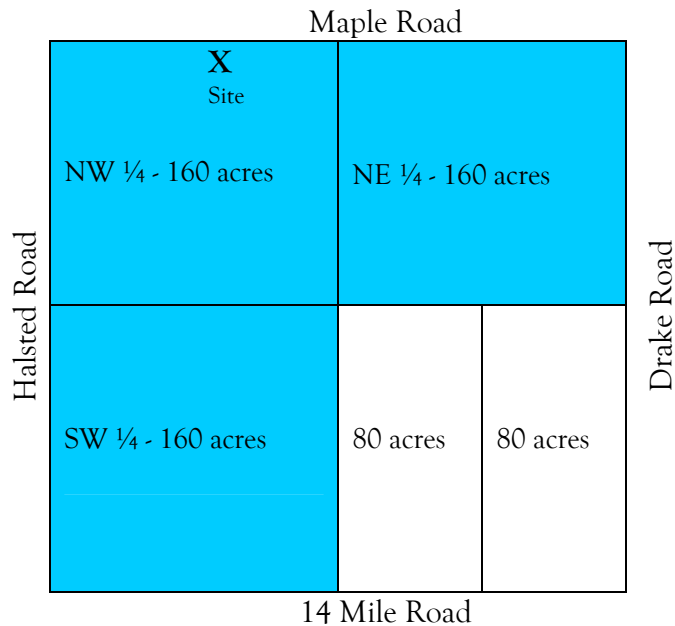 Maple Road
X
Site
NW ¼ - 160 acres
NE ¼ - 160 acres
Halsted Road
Drake Road
SW ¼ - 160 acres
80 acres
80 acres
14 Mile Road